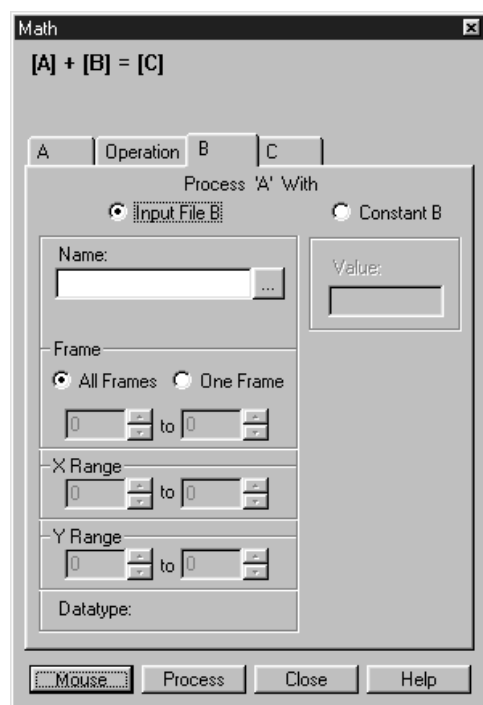 Math
[A] + [B] = [C]
A Operation B C
Process 'A' With
Input File B Constant B
Name:
...
Value:
Frame
All Frames One Frame
0 to 0
X Range
0 to 0
Y Range
0 to 0
Datatype:
Mouse Process Close Help